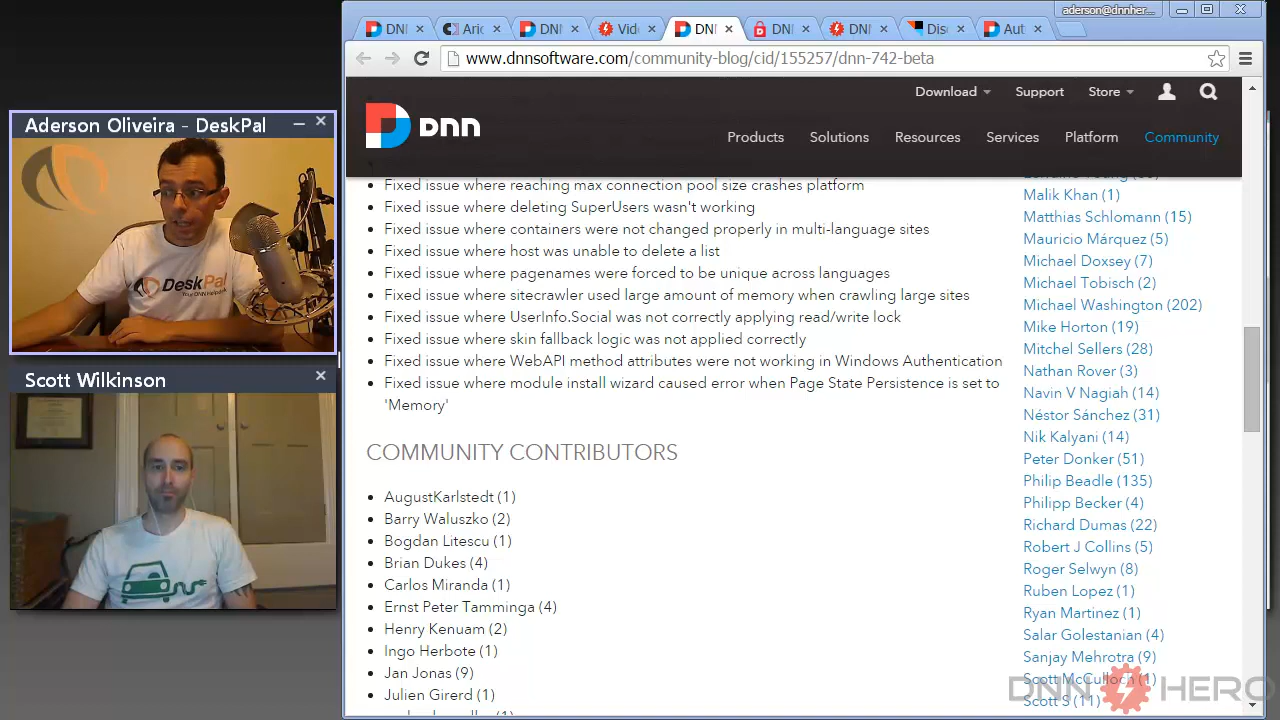 aderson@dnnher...
DNN
Aric
DNN
Vide
DNN
DNN
DNN
Disc
Aut
www.dnnsoftware.com/community-blog/cid/155257/dnn-742-beta
Download
Support
Store
DNN
Products
Solutions
Resources
Services
Platform
Community
Aderson Oliveira - DeskPal
DeskPal
Scott Wilkinson
Fixed issue where reaching max connection pool size crashes platform
Fixed issue where deleting SuperUsers wasn't working
Fixed issue where containers were not changed properly in multi-language sites
Fixed issue where host was unable to delete a list
Fixed issue where pagenames were forced to be unique across languages
Fixed issue where sitecrawler used large amount of memory when crawling large sites
Fixed issue where UserInfo.Social was not correctly applying read/write lock
Fixed issue where skin fallback logic was not applied correctly
Fixed issue where WebAPI method attributes were not working in Windows Authentication
Fixed issue where module install wizard caused error when Page State Persistence is set to
'Memory'
COMMUNITY CONTRIBUTORS
AugustKarlstedt (1)
Barry Waluszko (2)
Bogdan Litescu (1)
Brian Dukes (4)
Carlos Miranda (1)
Ernst Peter Tamminga (4)
Henry Kenuam (2)
Ingo Herbote (1)
Jan Jonas (9)
Julien Girerd (1)
Malik Khan (1)
Matthias Schlomann (15)
Mauricio Márquez (5)
Michael Doxsey (7)
Michael Tobisch (2)
Michael Washington (202)
Mike Horton (19)
Mitchel Sellers (28)
Nathan Rover (3)
Navin V Nagiah (14)
Néstor Sánchez (31)
Nik Kalyani (14)
Peter Donker (51)
Philip Beadle (135)
Philipp Becker (4)
Richard Dumas (22)
Robert J Collins (5)
Roger Selwyn (8)
Ruben Lopez (1)
Ryan Martinez (1)
Salar Golestanian (4)
Sanjay Mehrotra (9)
Scott McCulloch (1)
Scott S (11)
DNN HERO